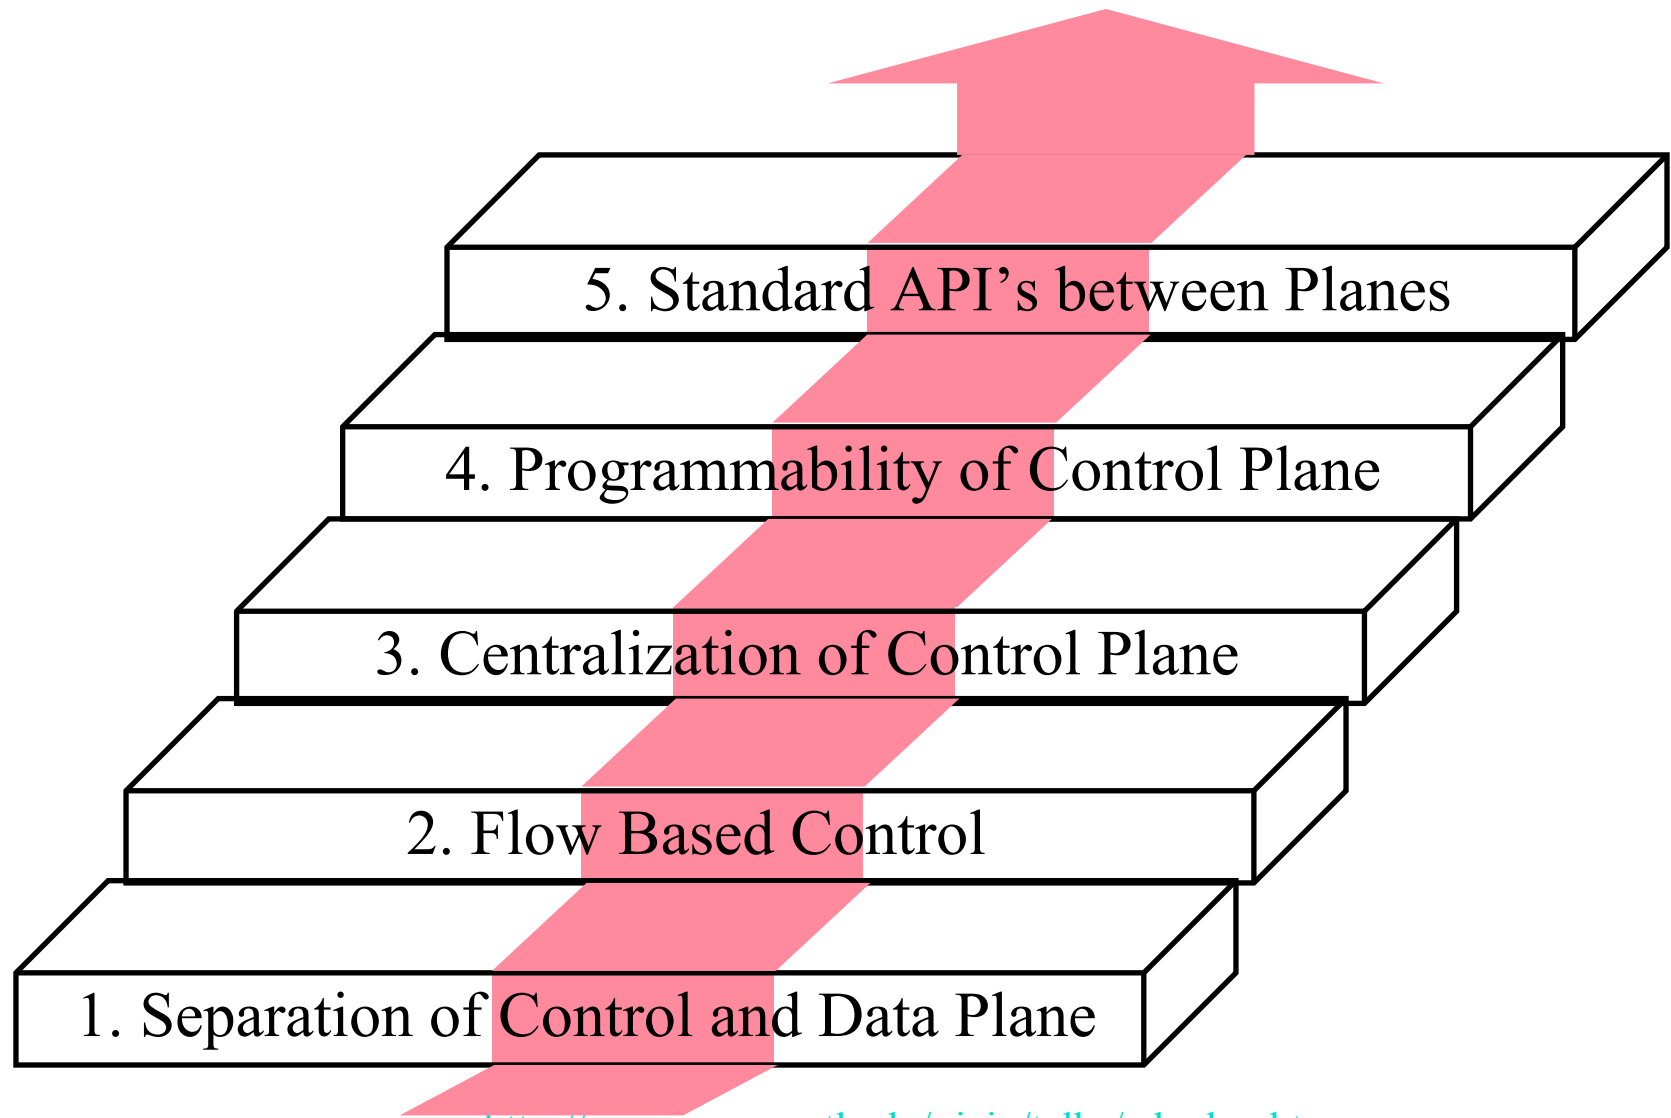 5. Standard API’s between Planes
4. Programmability of Control Plane
3. Centralization of Control Plane
2. Flow Based Control
1. Separation of Control and Data Plane